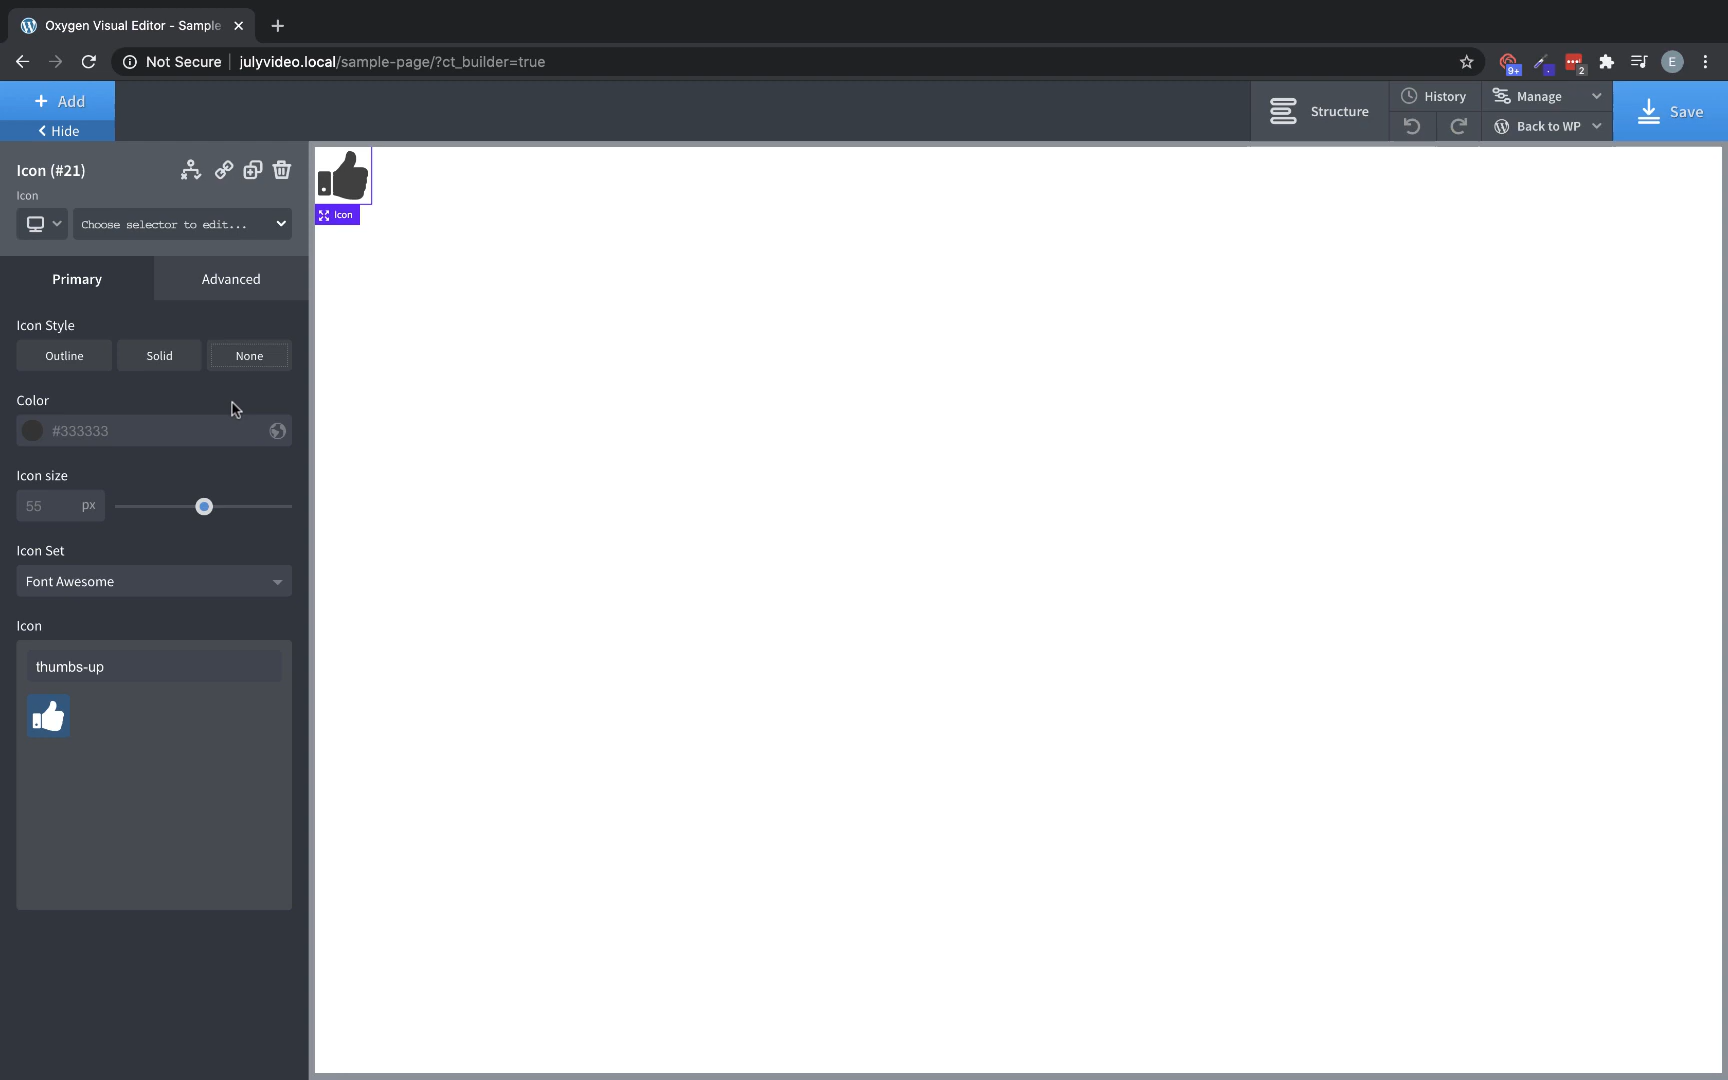 Oxygen Visual Editor - Sample
Not Secure julyvideo.local/sample-page/?ct_builder=true
9+
2
E
+ Add
Hide
Structure
History
Manage
Back to WP
Save
Icon (#21)
Icon
Choose selector to edit...
Primary
Advanced
Icon Style
Outline
Solid
None
Color
#333333
Icon size
55 px
Icon Set
Font Awesome
Icon
thumbs-up
Icon